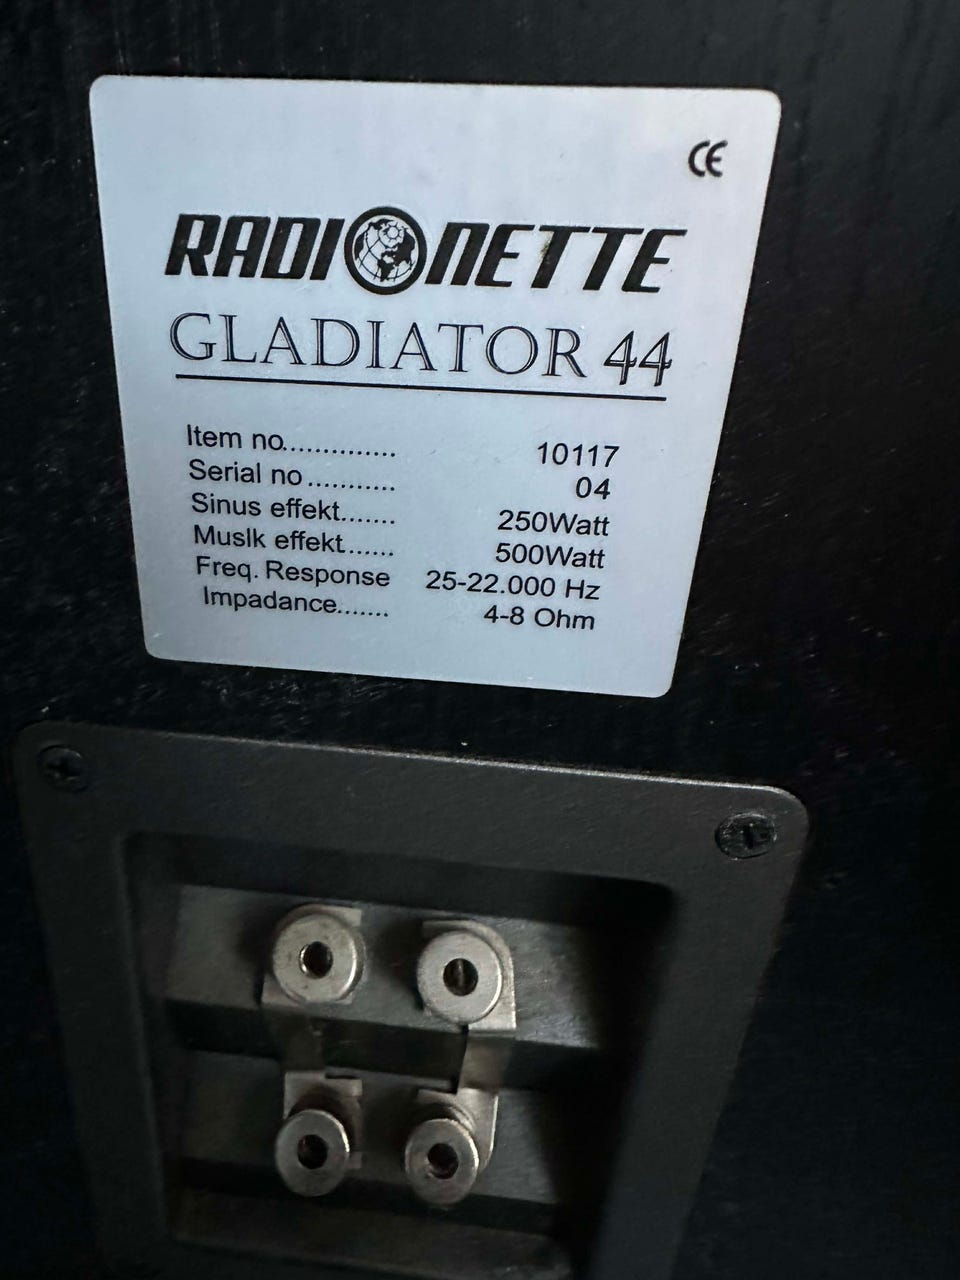 CE
RADIONETTE
GLADIATOR 44
Item no.............. 10117
Serial no ........... 04
Sinus effekt....... 250Watt
Musik effekt...... 500Watt
Freq. Response 25-22.000 Hz
Impadance....... 4-8 Ohm